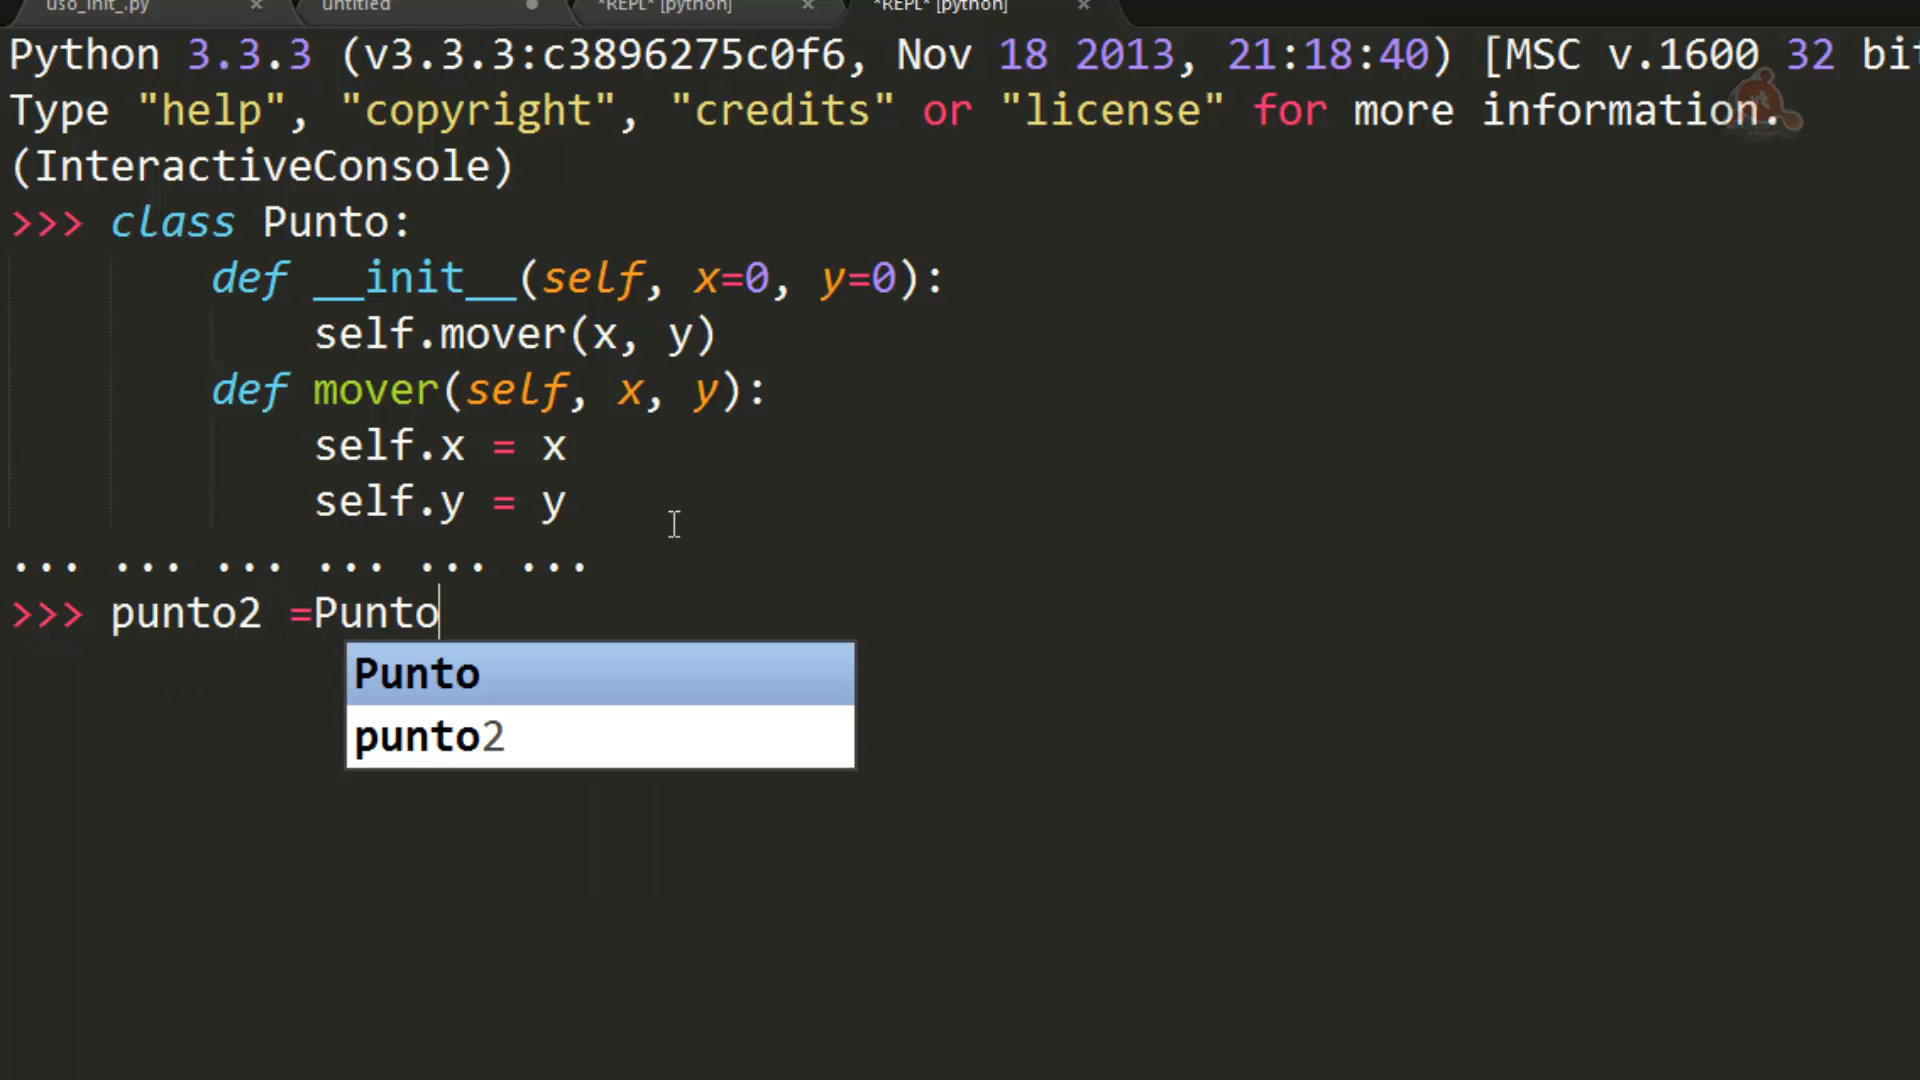 uso_init_.py × untitled *REPL* [python] × *REPL* [python] ×
Python 3.3.3 (v3.3.3:c3896275c0f6, Nov 18 2013, 21:18:40) [MSC v.1600 32 bit
Type "help", "copyright", "credits" or "license" for more information.
(InteractiveConsole)
>>> class Punto:
def __init__(self, x=0, y=0):
self.mover(x, y)
def mover(self, x, y):
self.x = x
self.y = y
... ... ... ... ... ...
>>> punto2 =Punto
Punto
punto2